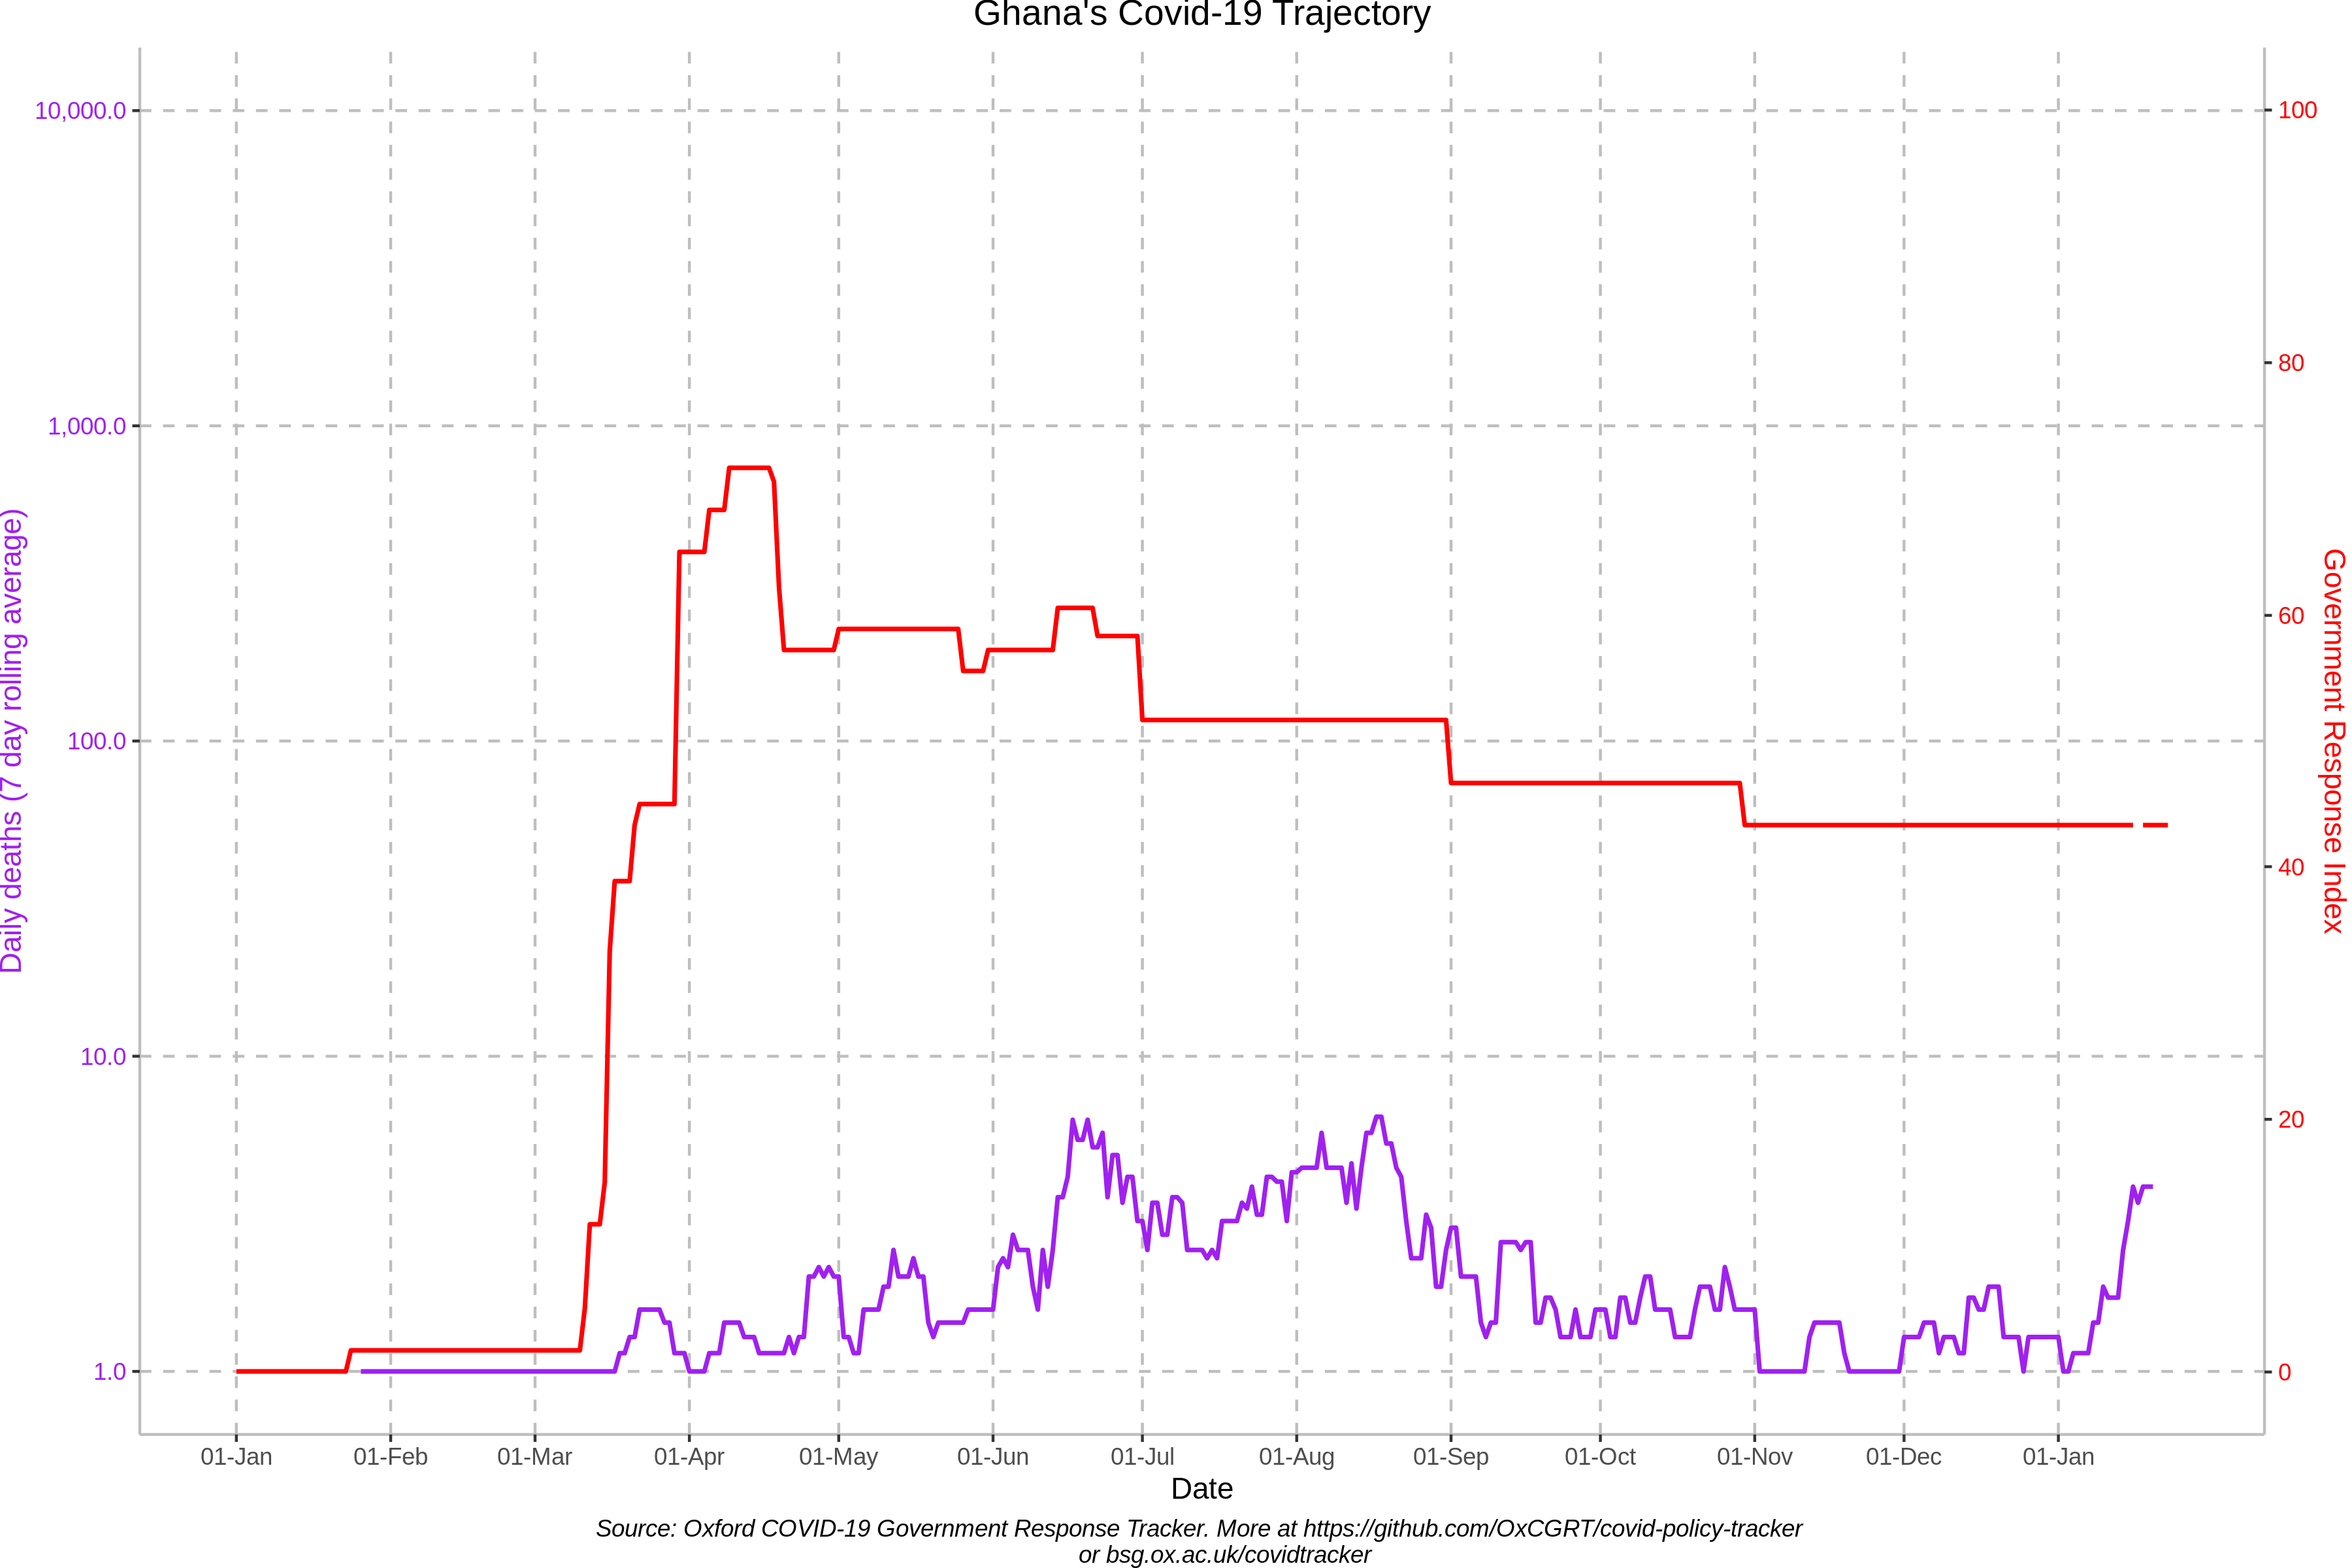 Ghana's Covid-19 Trajectory
10,000.0
1,000.0
100.0
10.0
1.0
Daily deaths (7 day rolling average)
100
80
60
40
20
0
Government Response Index
01-Jan
01-Feb
01-Mar
01-Apr
01-May
01-Jun
01-Jul
01-Aug
01-Sep
01-Oct
01-Nov
01-Dec
01-Jan
Date
Source: Oxford COVID-19 Government Response Tracker. More at https://github.com/OxCGRT/covid-policy-tracker
or bsg.ox.ac.uk/covidtracker